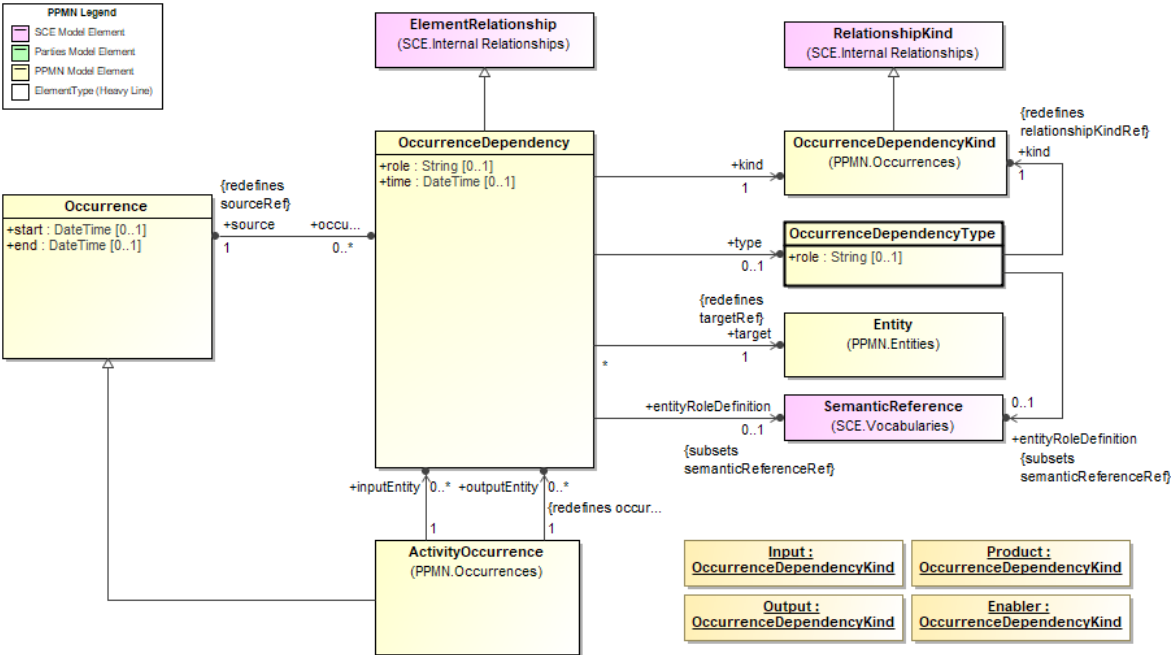 PPMN Legend
SCE Model Element
Parties Model Element
PPMN Model Element
ElementType (Heavy Line)
ElementRelationship
(SCE.Internal Relationships)
RelationshipKind
(SCE.Internal Relationships)
OccurrenceDependency
+role : String [0..1]
+time : DateTime [0..1]
OccurrenceDependencyKind
(PPMN.Occurrences)
{redefines
relationshipKindRef}
+kind
1
+kind
1
Occurrence
+start : DateTime [0..1]
+end : DateTime [0..1]
{redefines
sourceRef}
+source
1
+occu...
0..*
OccurrenceDependencyType
+role : String [0..1]
+type
0..1
{redefines
targetRef}
+target
1
*
Entity
(PPMN.Entities)
+entityRoleDefinition
0..1
{subsets
semanticReferenceRef}
SemanticReference
(SCE.Vocabularies)
0..1
+entityRoleDefinition
{subsets
semanticReferenceRef}
+inputEntity
0..*
+outputEntity
0..*
{redefines occur...
1
1
ActivityOccurrence
(PPMN.Occurrences)
Input :
OccurrenceDependencyKind
Product :
OccurrenceDependencyKind
Output :
OccurrenceDependencyKind
Enabler :
OccurrenceDependencyKind